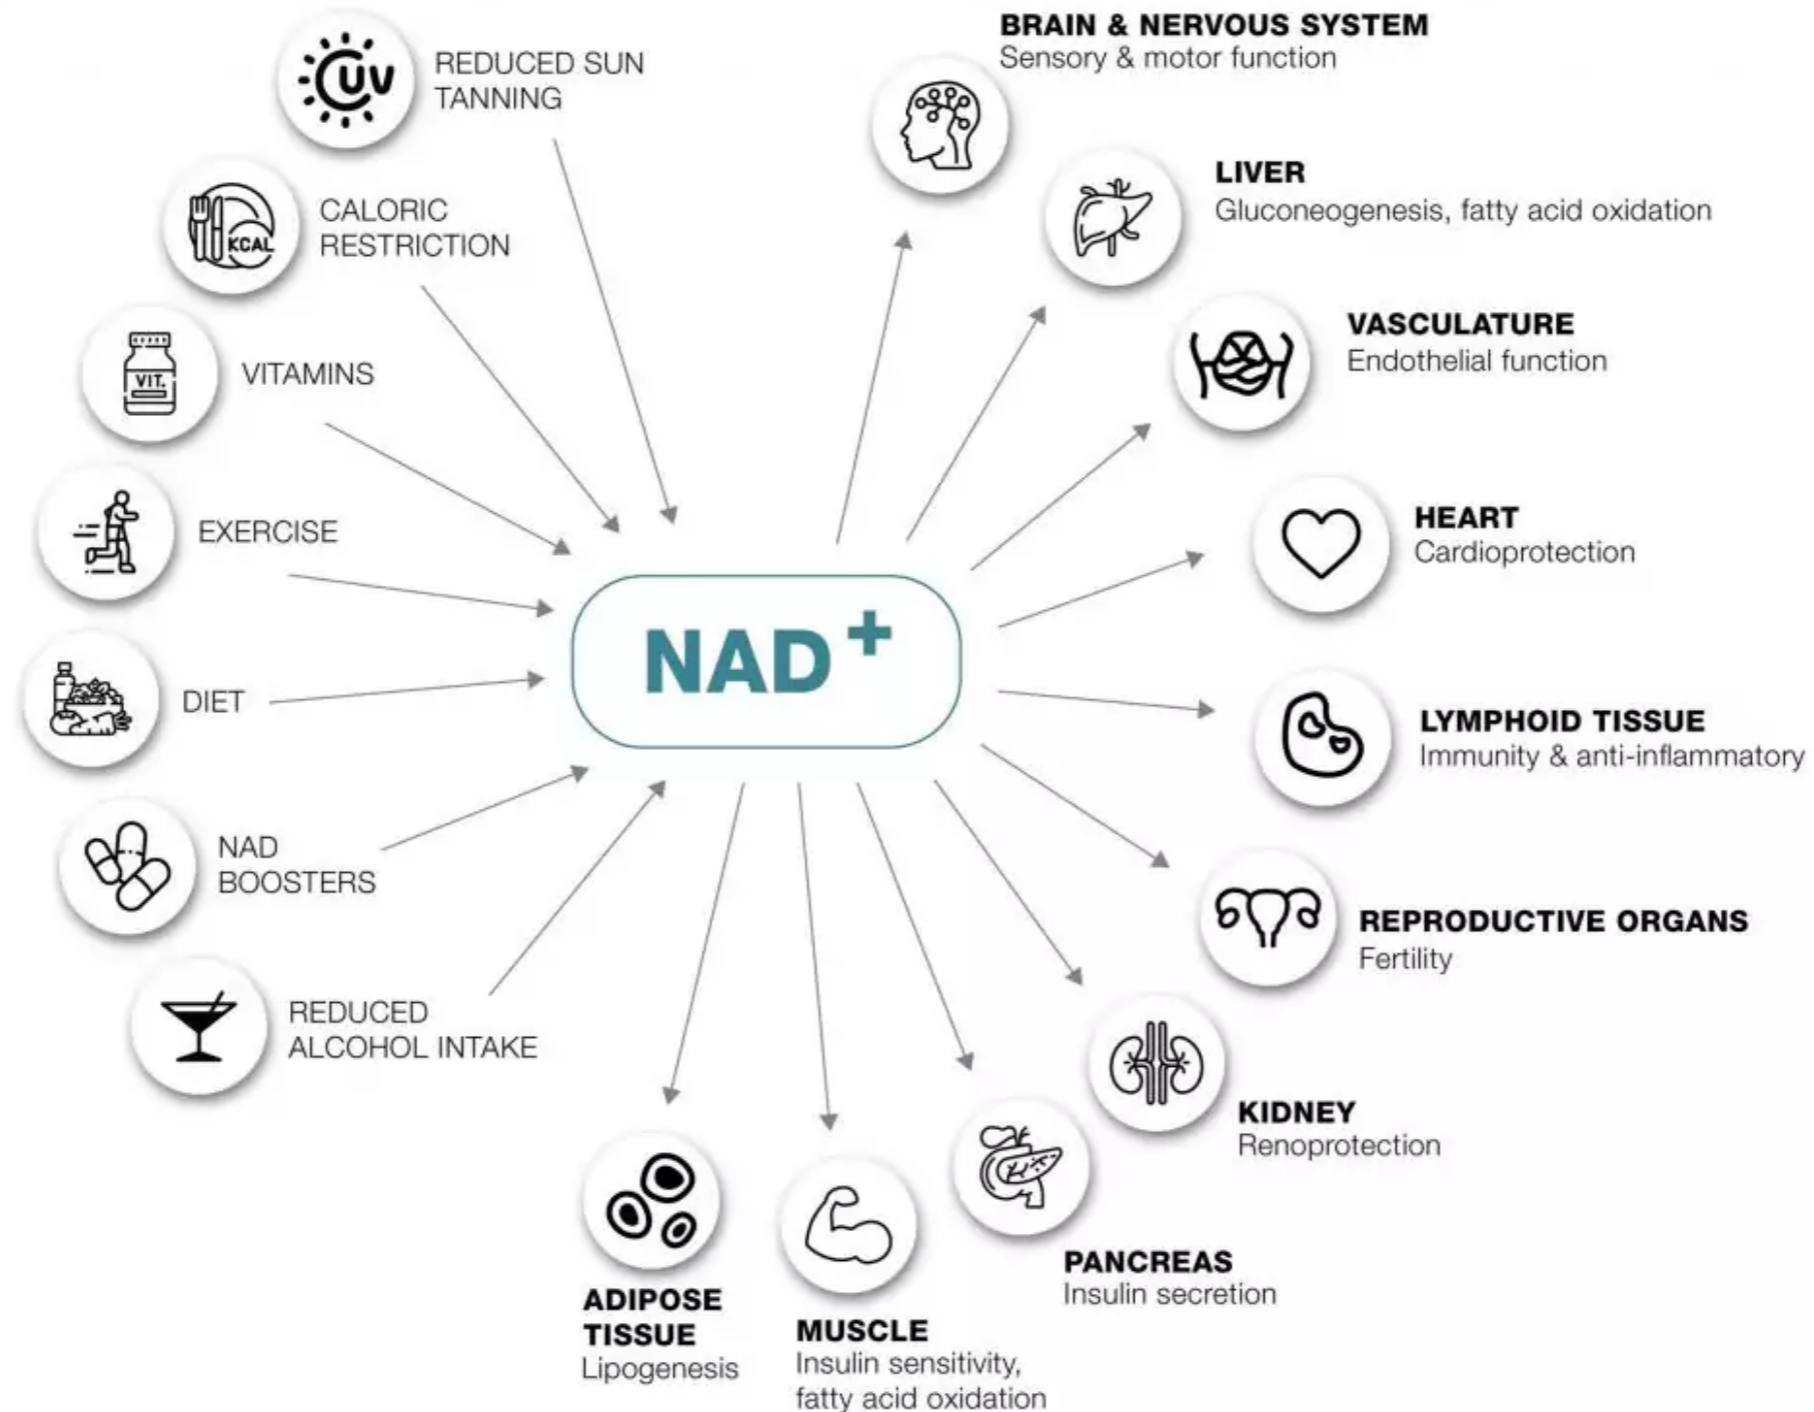 UV
REDUCED SUN
TANNING
KCAL
CALORIC
RESTRICTION
VIT.
VITAMINS
EXERCISE
DIET
NAD
BOOSTERS
REDUCED
ALCOHOL INTAKE
NAD+
BRAIN & NERVOUS SYSTEM
Sensory & motor function
LIVER
Gluconeogenesis, fatty acid oxidation
VASCULATURE
Endothelial function
HEART
Cardioprotection
LYMPHOID TISSUE
Immunity & anti-inflammatory
REPRODUCTIVE ORGANS
Fertility
KIDNEY
Renoprotection
PANCREAS
Insulin secretion
MUSCLE
Insulin sensitivity,
fatty acid oxidation
ADIPOSE
TISSUE
Lipogenesis